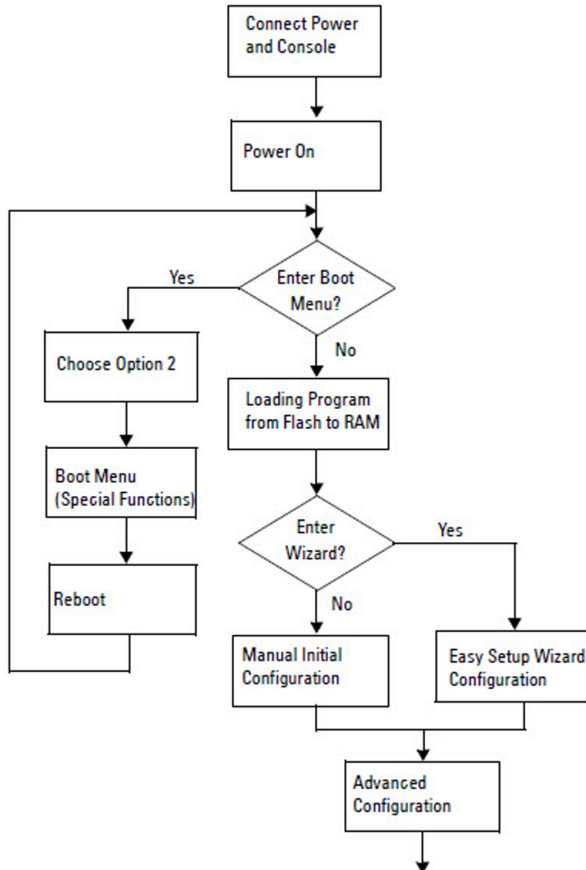 Connect Power
and Console
Power On
Enter Boot
Menu?
Yes
No
Choose Option 2
Loading Program
from Flash to RAM
Boot Menu
(Special Functions)
Enter
Wizard?
Yes
No
Reboot
Manual Initial
Configuration
Easy Setup Wizard
Configuration
Advanced
Configuration